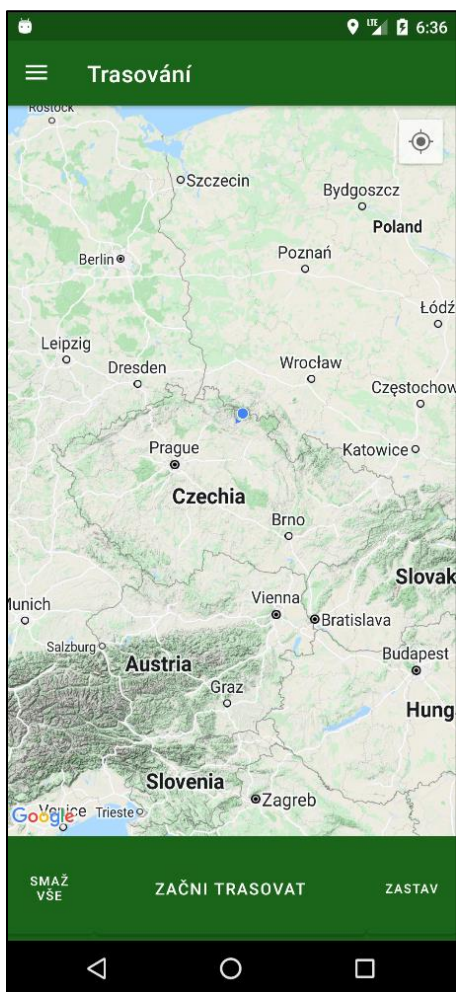 LTE 6:36
Trasování
Rostock
Szczecin
Bydgoszcz
Poland
Berlin
Poznań
Łódź
Leipzig
Dresden
Wrocław
Częstochow
Katowice
Prague
Czechia
Brno
Slovak
Munich
Vienna
Bratislava
Salzburg
Austria
Budapest
Graz
Hung
Slovenia
Zagreb
Google
Venice
Trieste
SMAŽ
VŠE
ZAČNI TRASOVAT
ZASTAV